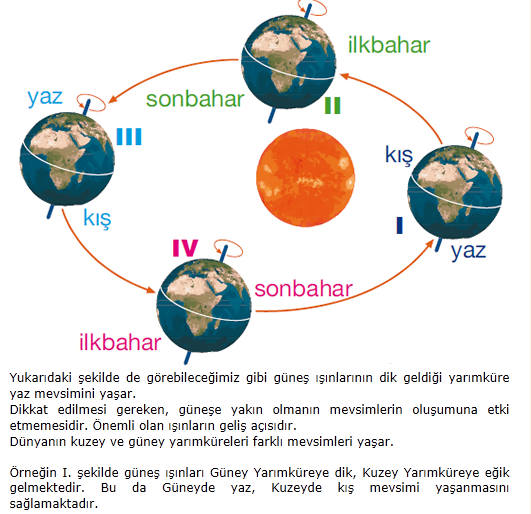 ilkbahar
sonbahar
II
yaz
III
kış
kış
I
yaz
IV
sonbahar
ilkbahar
Yukarıdaki şekilde de görebileceğimiz gibi güneş ışınlarının dik geldiği yarımküre
yaz mevsimini yaşar.
Dikkat edilmesi gereken, güneşe yakın olmanın mevsimlerin oluşumuna etki
etmemesidir. Önemli olan ışınların geliş açısıdır.
Dünyanın kuzey ve güney yarımküreleri farklı mevsimleri yaşar.
Örneğin I. şekilde güneş ışınları Güney Yarımküreye dik, Kuzey Yarımküreye eğik
gelmektedir. Bu da Güneyde yaz, Kuzeyde kış mevsimi yaşanmasını
sağlamaktadır.